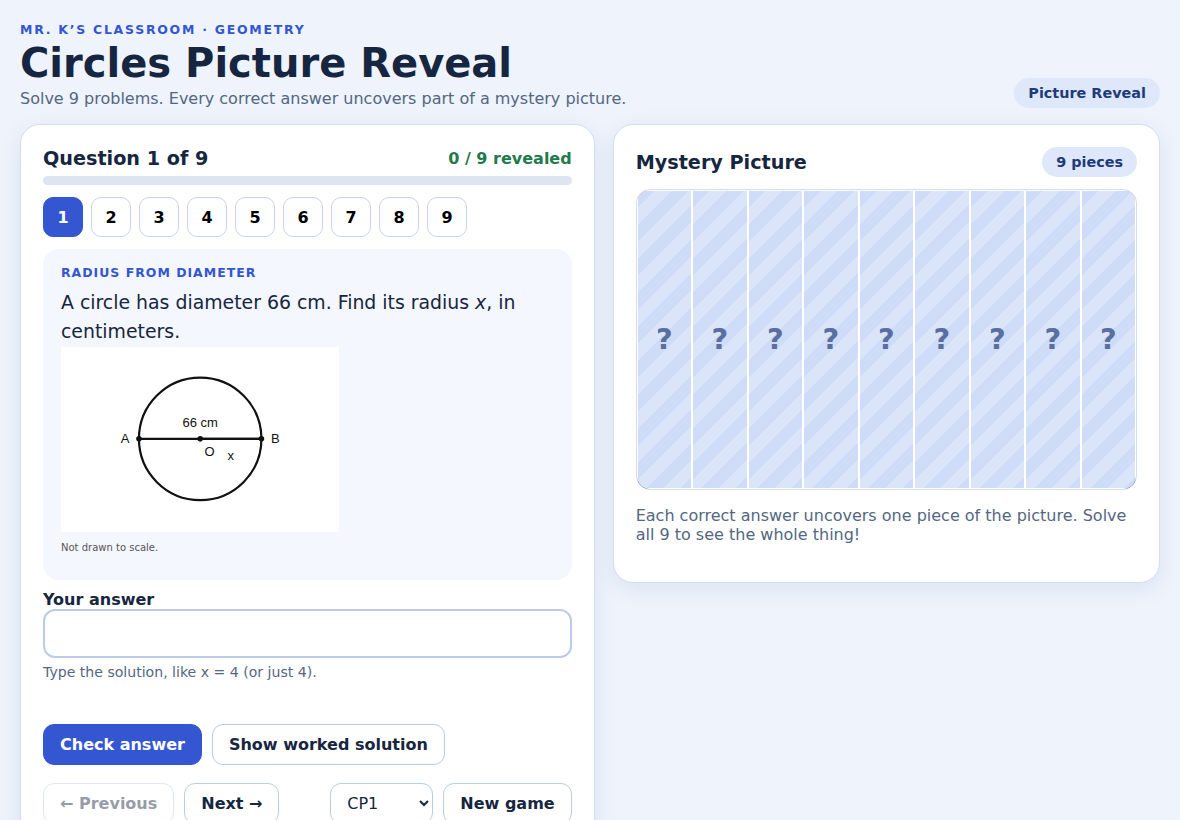 MR. K’S CLASSROOM · GEOMETRY
Circles Picture Reveal
Solve 9 problems. Every correct answer uncovers part of a mystery picture.
Picture Reveal
Question 1 of 9
0 / 9 revealed
1 2 3 4 5 6 7 8 9
RADIUS FROM DIAMETER
A circle has diameter 66 cm. Find its radius x, in
centimeters.
66 cm
A
B
O
x
Not drawn to scale.
Your answer
Type the solution, like x = 4 (or just 4).
Check answer
Show worked solution
← Previous
Next →
CP1
New game
Mystery Picture
9 pieces
? ? ? ? ? ? ? ? ?
Each correct answer uncovers one piece of the picture. Solve
all 9 to see the whole thing!